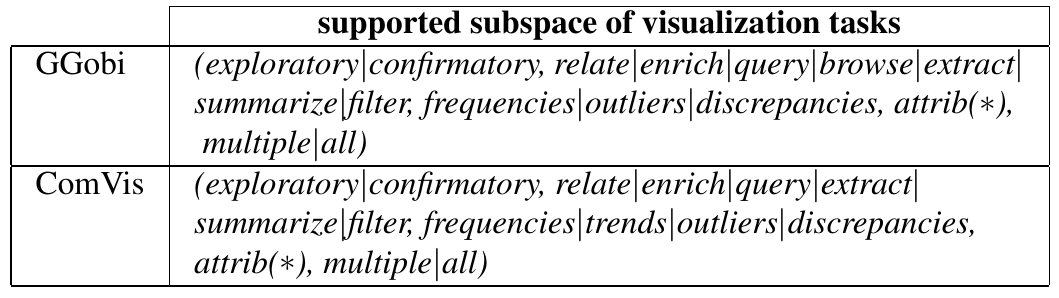 supported subspace of visualization tasks
GGobi (exploratory|confirmatory, relate|enrich|query|browse|extract|
summarize|filter, frequencies|outliers|discrepancies, attrib(∗),
multiple|all)
ComVis (exploratory|confirmatory, relate|enrich|query|extract|
summarize|filter, frequencies|trends|outliers|discrepancies,
attrib(∗), multiple|all)